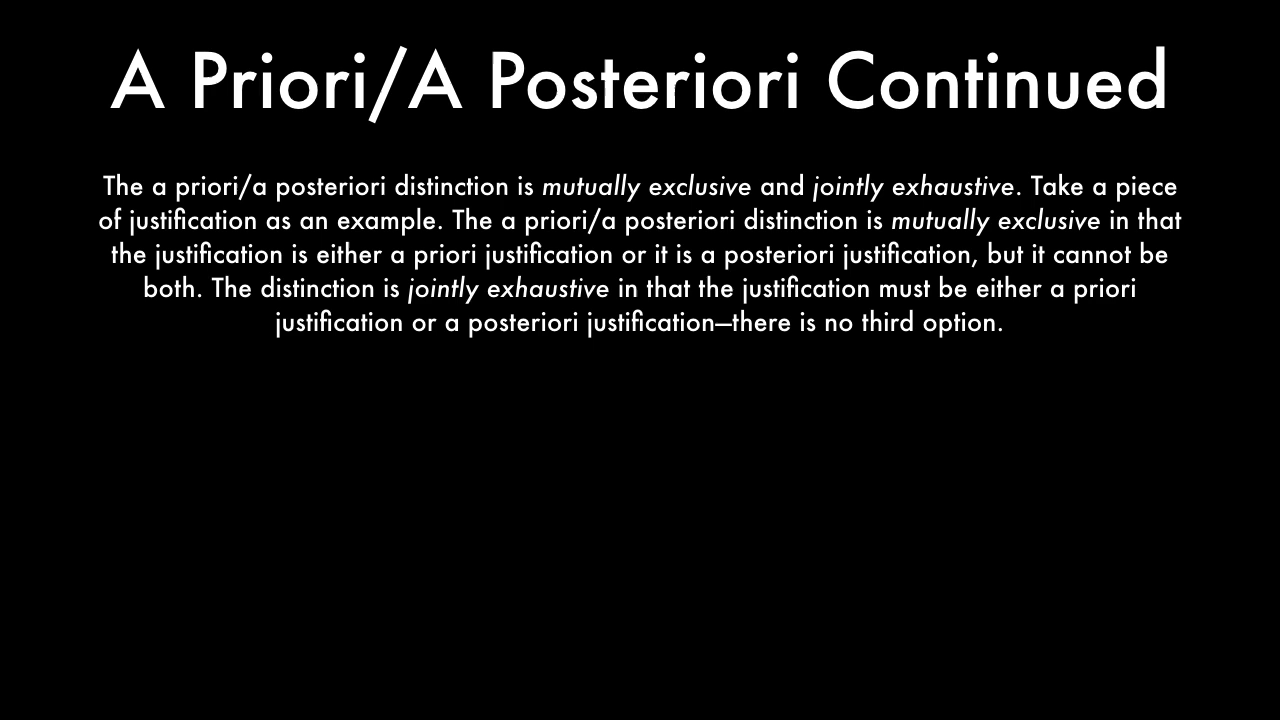 A Priori/A Posteriori Continued
The a priori/a posteriori distinction is mutually exclusive and jointly exhaustive. Take a piece
of justification as an example. The a priori/a posteriori distinction is mutually exclusive in that
the justification is either a priori justification or it is a posteriori justification, but it cannot be
both. The distinction is jointly exhaustive in that the justification must be either a priori
justification or a posteriori justification—there is no third option.